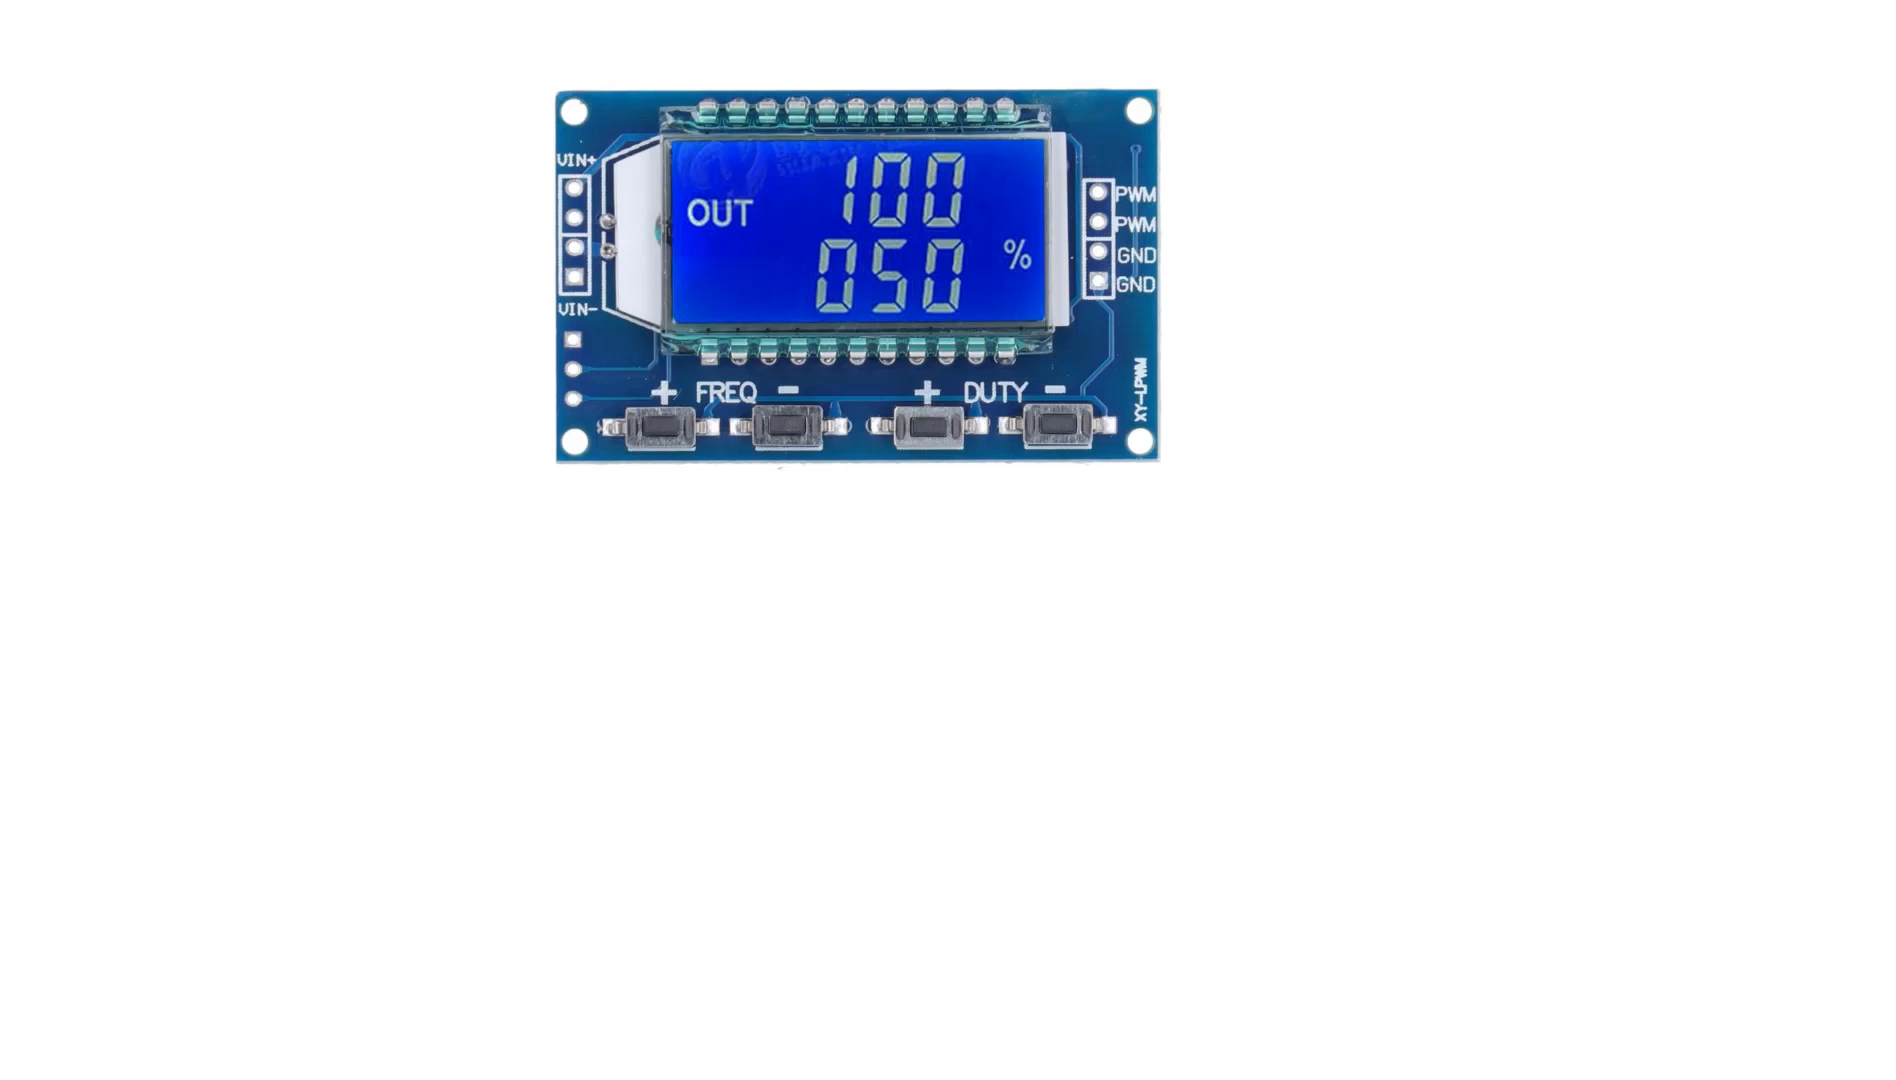 VIN+
OUT
100
050
%
VIN-
PWM
PWM
GND
GND
XY-LPWM
+ FREQ -
+ DUTY -